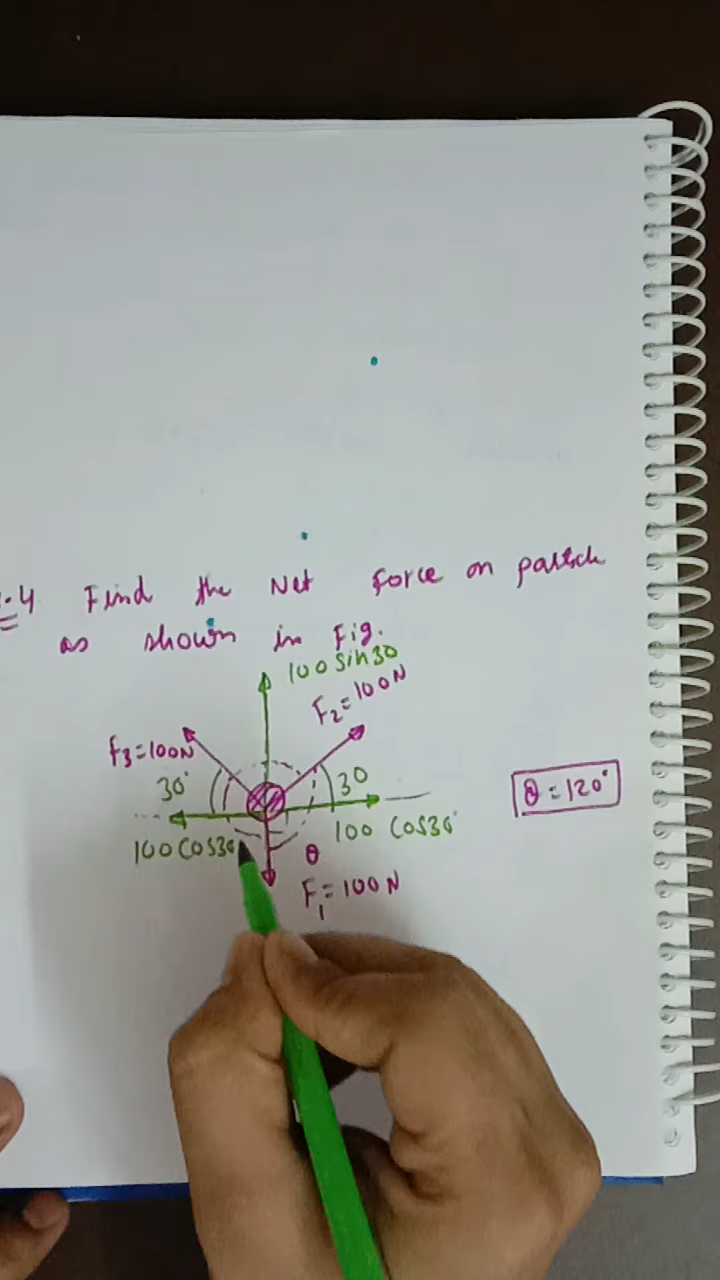 .4 Find the Net Force on particle
as shown in Fig.
100 Sin30
F₂=100N
F₃=100N
30°
30
θ=120°
100 Cos30°
100 Cos30
θ
F₁=100N